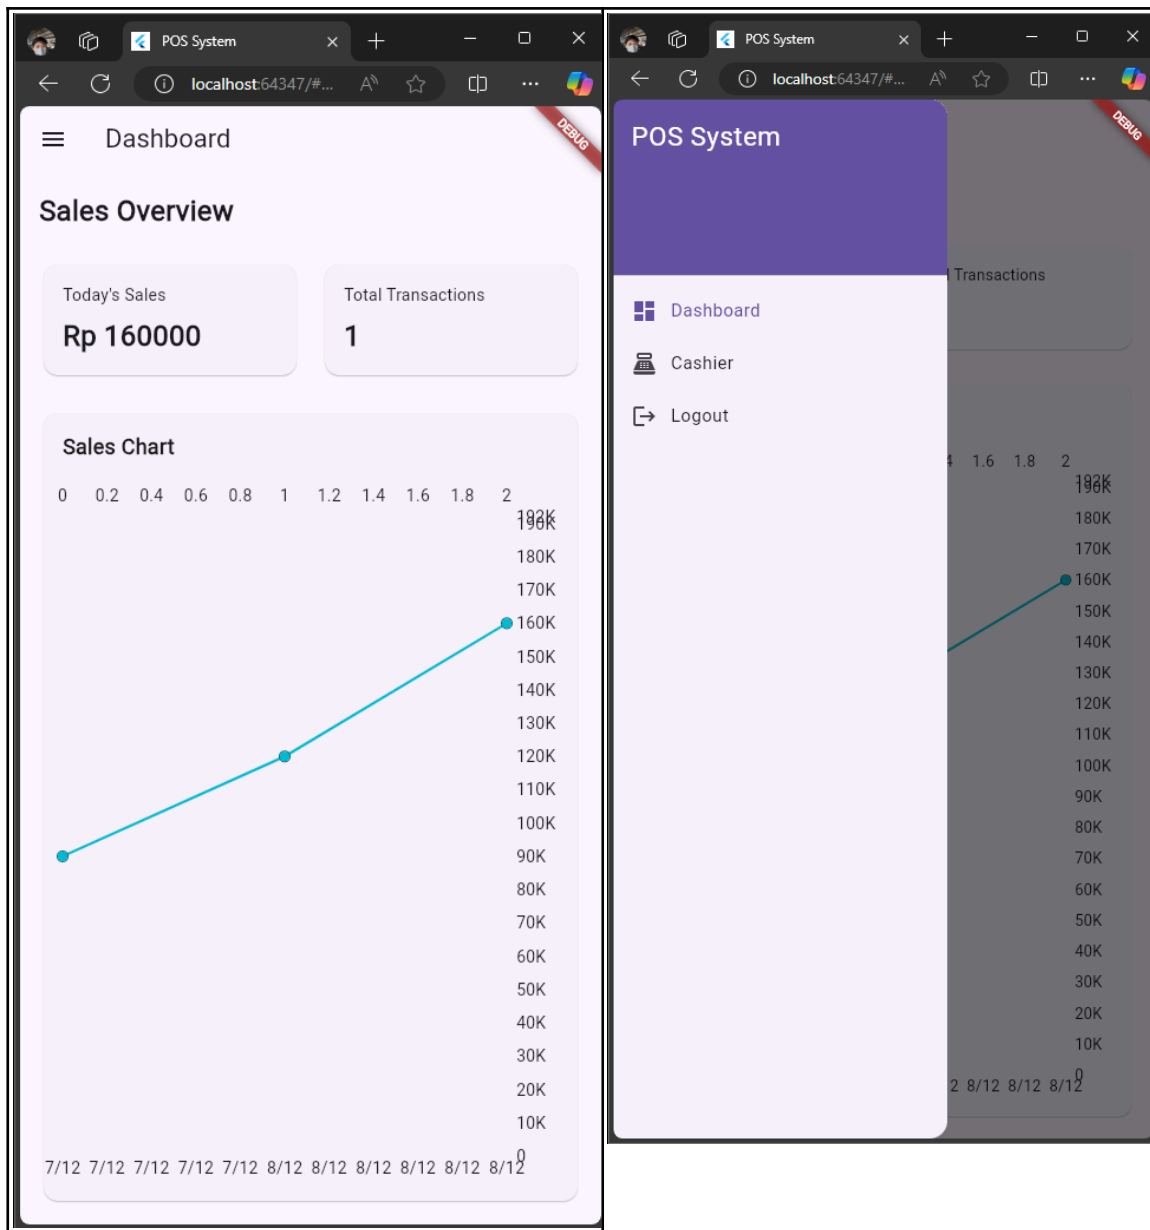 POS System
localhost:64347/#...
DEBUG
Dashboard
Sales Overview
Today's Sales
Rp 160000
Total Transactions
1
Sales Chart
0 0.2 0.4 0.6 0.8 1 1.2 1.4 1.6 1.8 2
192K
190K
180K
170K
160K
150K
140K
130K
120K
110K
100K
90K
80K
70K
60K
50K
40K
30K
20K
10K
0
7/12 7/12 7/12 7/12 7/12 8/12 8/12 8/12 8/12 8/12 8/12
POS System
localhost:64347/#...
DEBUG
POS System
Dashboard
Cashier
Logout
Transactions
1.6 1.8 2
192K
190K
180K
170K
160K
150K
140K
130K
120K
110K
100K
90K
80K
70K
60K
50K
40K
30K
20K
10K
0
2 8/12 8/12 8/12